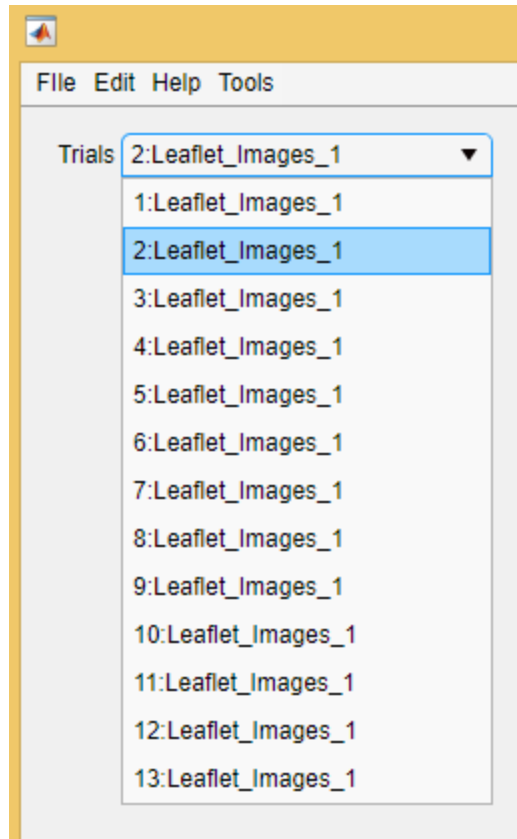 FIle Edit Help Tools
Trials 2:Leaflet_Images_1
1:Leaflet_Images_1
2:Leaflet_Images_1
3:Leaflet_Images_1
4:Leaflet_Images_1
5:Leaflet_Images_1
6:Leaflet_Images_1
7:Leaflet_Images_1
8:Leaflet_Images_1
9:Leaflet_Images_1
10:Leaflet_Images_1
11:Leaflet_Images_1
12:Leaflet_Images_1
13:Leaflet_Images_1